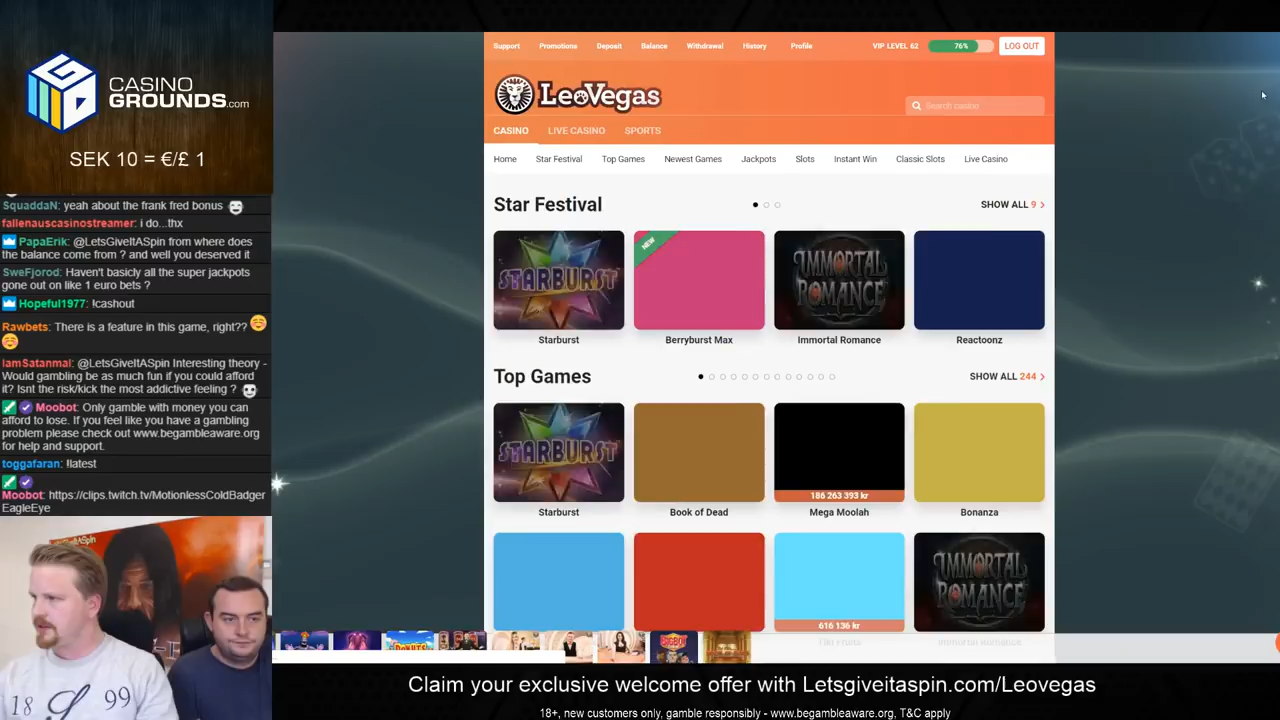 CASINO
GROUNDS.com
SEK 10 = €/£ 1
SquaddaN: yeah about the frank fred bonus
fallenauscasinostreamer: i do...thx
PapaErik: @LetsGiveItASpin from where does
the balance come from ? and well you deserved it
SweFjorod: Haven't basicly all the super jackpots
gone out on like 1 euro bets ?
Hopeful1977: !cashout
Rawbets: There is a feature in this game, right??
IamSatanmal: @LetsGiveItASpin Interesting theory -
Would gambling be as much fun if you could afford
it? Isnt the risk/kick the most addictive feeling ?
Moobot: Only gamble with money you can
afford to lose. If you feel like you have a gambling
problem please check out www.begambleaware.org
for help and support.
toggafaran: !latest
Moobot: https://clips.twitch.tv/MotionlessColdBadger
EagleEye
18 99
Support Promotions Deposit Balance Withdrawal History Profile VIP LEVEL 62 76% LOG OUT
LeoVegas
Search casino
CASINO LIVE CASINO SPORTS
Home Star Festival Top Games Newest Games Jackpots Slots Instant Win Classic Slots Live Casino
Star Festival SHOW ALL 9
STARBURST NEW IMMORTAL ROMANCE
Starburst Berryburst Max Immortal Romance Reactoonz
Top Games SHOW ALL 244
STARBURST
186 263 393 kr
Starburst Book of Dead Mega Moolah Bonanza
IMMORTAL ROMANCE
616 136 kr
Immortal Romance
Claim your exclusive welcome offer with Letsgiveitaspin.com/Leovegas
18+, new customers only, gamble responsibly - www.begambleaware.org, T&C apply